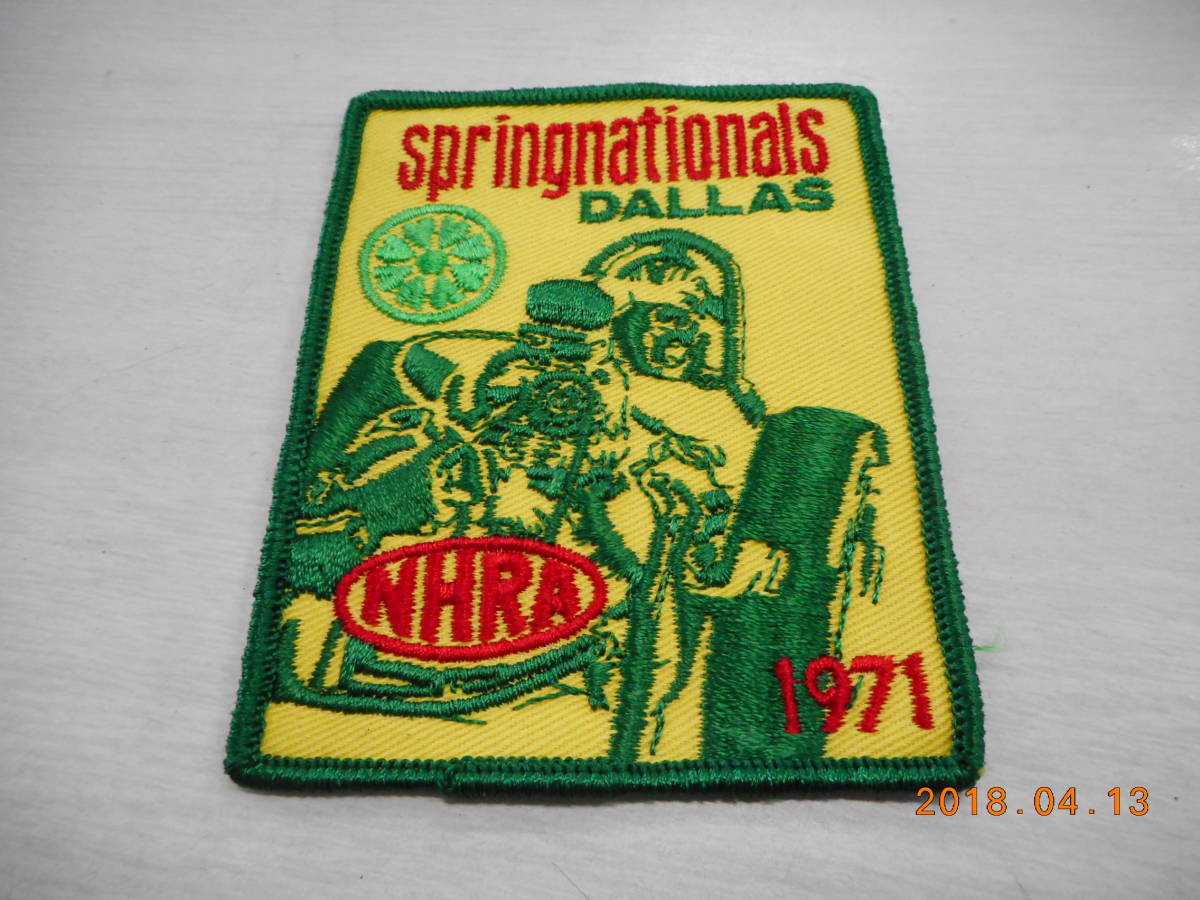 springnationals
DALLAS
NHRA
1971
2018.04.13